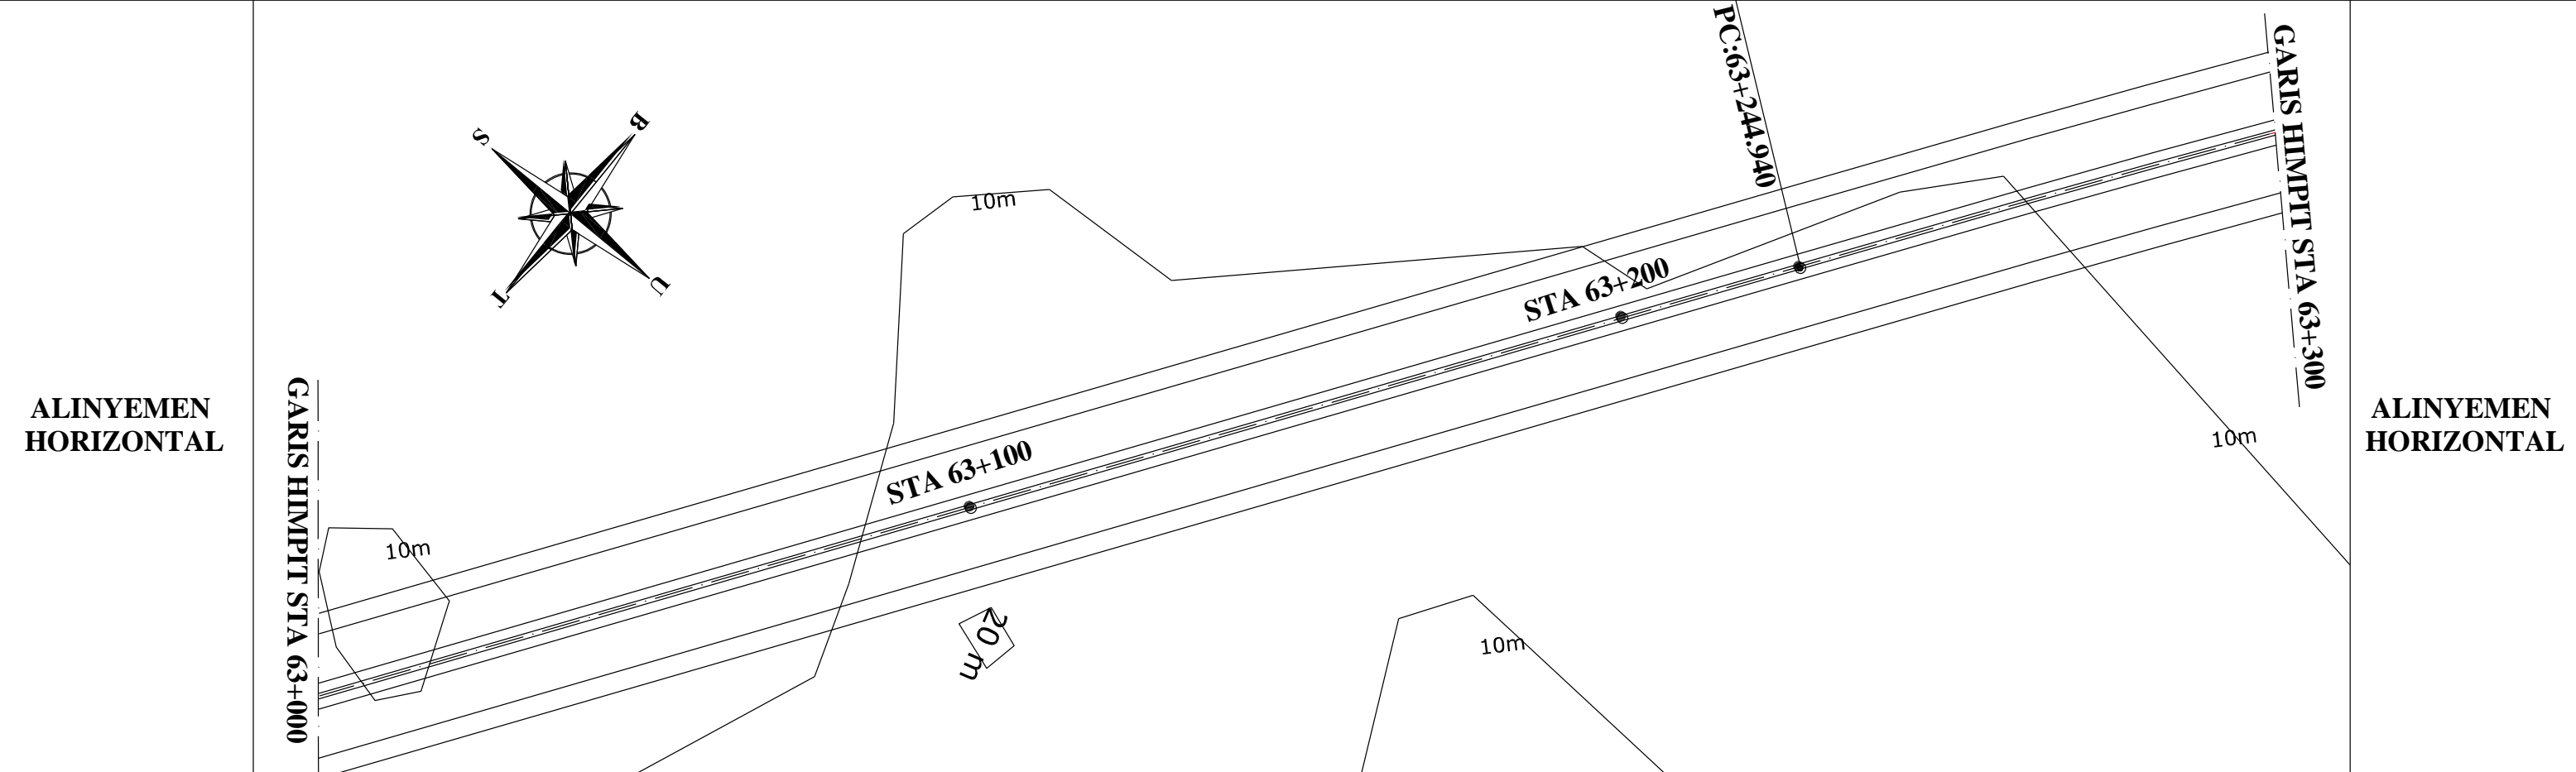 ALINYEMEN
HORIZONTAL
GARIS HIMPIT STA 63+000
S
B
T
U
10m
10m
STA 63+100
20 m
STA 63+200
PC:63+244.940
10m
10m
GARIS HIMPIT STA 63+300
ALINYEMEN
HORIZONTAL